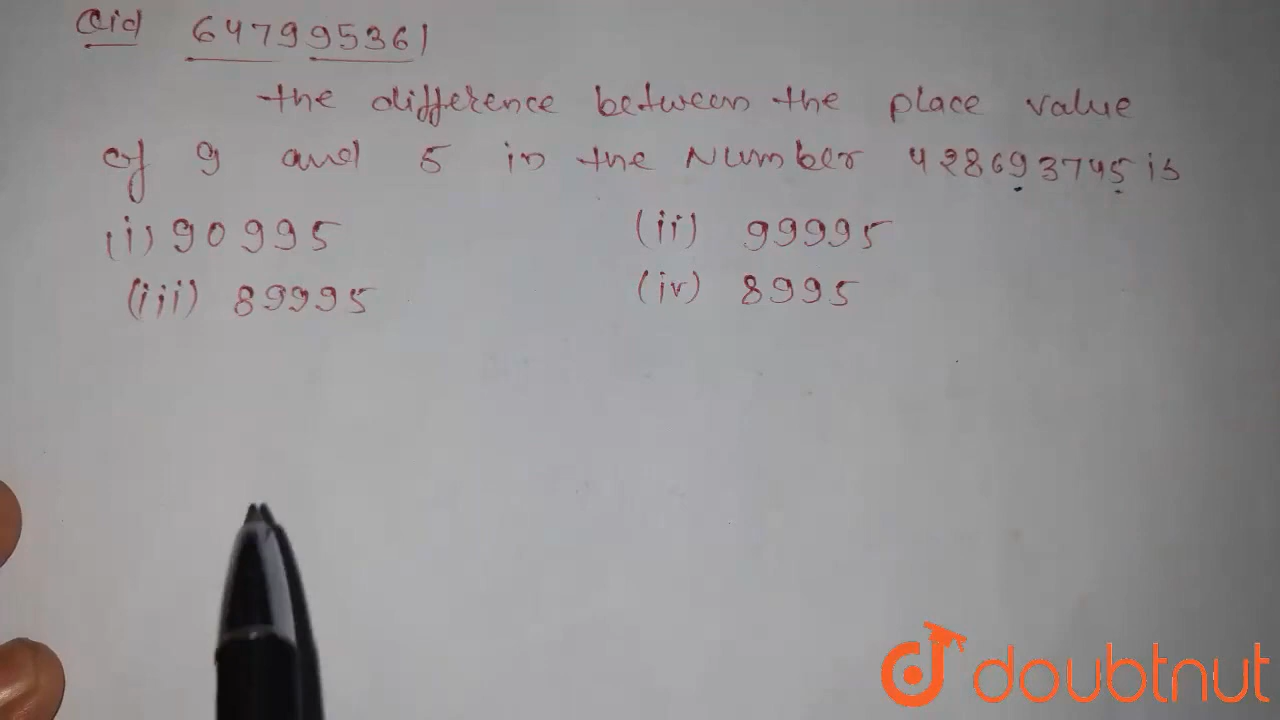 Qid 647995361
the difference between the place value
of 9 and 5 in the Number 428693745 is
(i) 90995 (ii) 99995
(iii) 89995 (iv) 8995
doubtnut